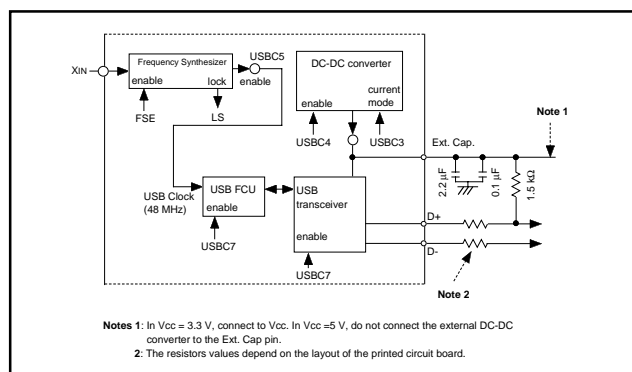 Frequency Synthesizer
enable
lock
XIN
FSE
LS
USBC5
enable
DC-DC converter
enable
current
mode
USBC4
USBC3
Ext. Cap.
Note 1
2.2 µF
0.1 µF
1.5 kΩ
USB Clock
(48 MHz)
USB FCU
enable
USBC7
USB
transceiver
enable
USBC7
D+
D-
Note 2
Notes 1: In Vcc = 3.3 V, connect to Vcc. In Vcc =5 V, do not connect the external DC-DC
converter to the Ext. Cap pin.
2: The resistors values depend on the layout of the printed circuit board.